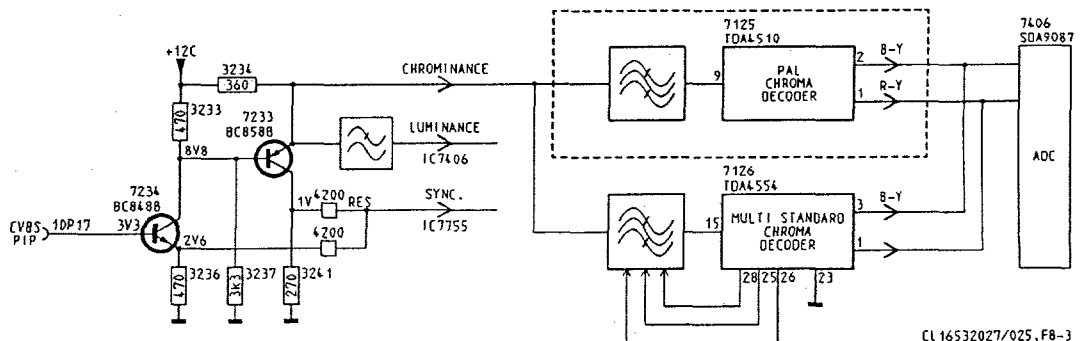 +12C
3234
360
3233
470
7233
BC858B
8V8
CHROMINANCE
LUMINANCE
IC7406
7234
BC848B
CVBS
PIP
1DP17
3V3
2V6
1V
4200
RES
4200
SYNC.
IC7755
3236
470
3237
3k3
3241
270
7125
TDA4510
9
PAL
CHROMA
DECODER
2
B-Y
1
R-Y
7126
TDA4554
15
MULTI STANDARD
CHROMA
DECODER
3
B-Y
1
28
25
26
23
7406
SDA9087
ADC
CL 16532027/025.F8-3